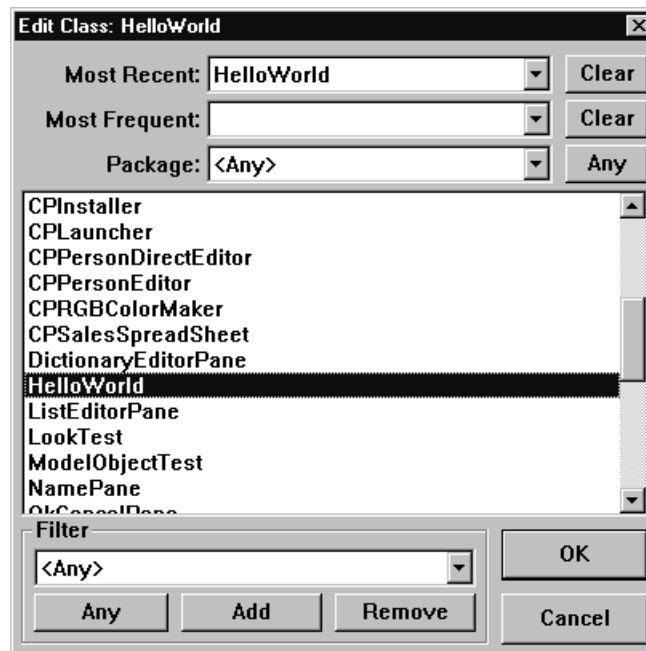 Edit Class: HelloWorld
Most Recent: HelloWorld Clear
Most Frequent: Clear
Package: <Any> Any
CPInstaller
CPLauncher
CPPersonDirectEditor
CPPersonEditor
CPRGBColorMaker
CPSalesSpreadSheet
DictionaryEditorPane
HelloWorld
ListEditorPane
LookTest
ModelObjectTest
NamePane
OkCancelPane
Filter
<Any>
OK
Any Add Remove
Cancel